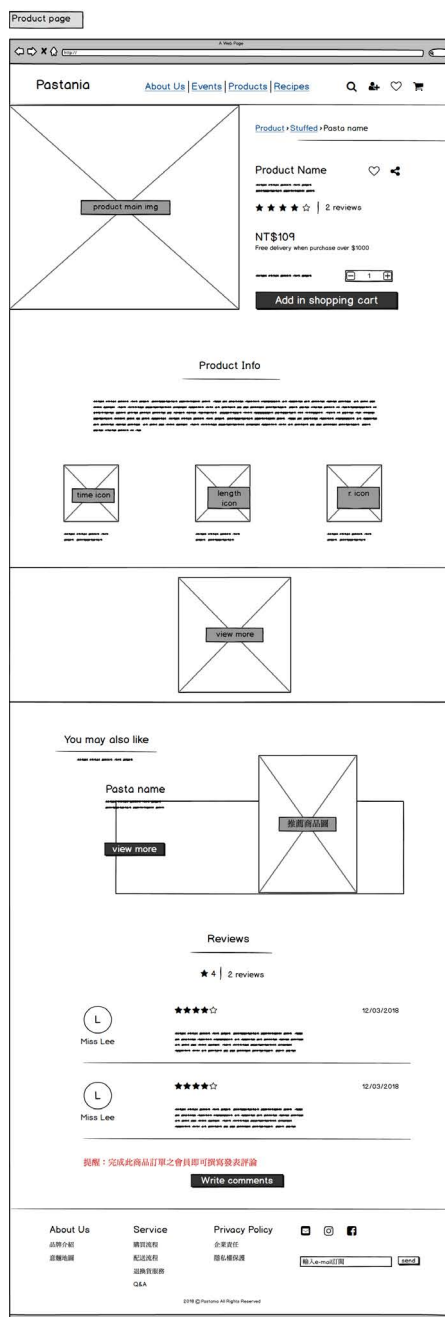 Product page
A Web Page
http://
Pastania
About Us | Events | Products | Recipes
Product › Stuffed › Pasta name
product main img
Product Name
2 reviews
NT$109
Free delivery when purchase over $1000
1
Add in shopping cart
Product Info
time icon
length icon
r. icon
view more
You may also like
Pasta name
推薦商品圖
view more
Reviews
4 | 2 reviews
L
Miss Lee
12/03/2018
L
Miss Lee
12/03/2018
提醒：完成此商品訂單之會員即可撰寫發表評論
Write comments
About Us
品牌介紹
意麵地圖
Service
購買流程
配送流程
退換貨服務
Q&A
Privacy Policy
企業責任
隱私權保護
輸入e-mail訂閱
send
2018 © Pastania All Rights Reserved